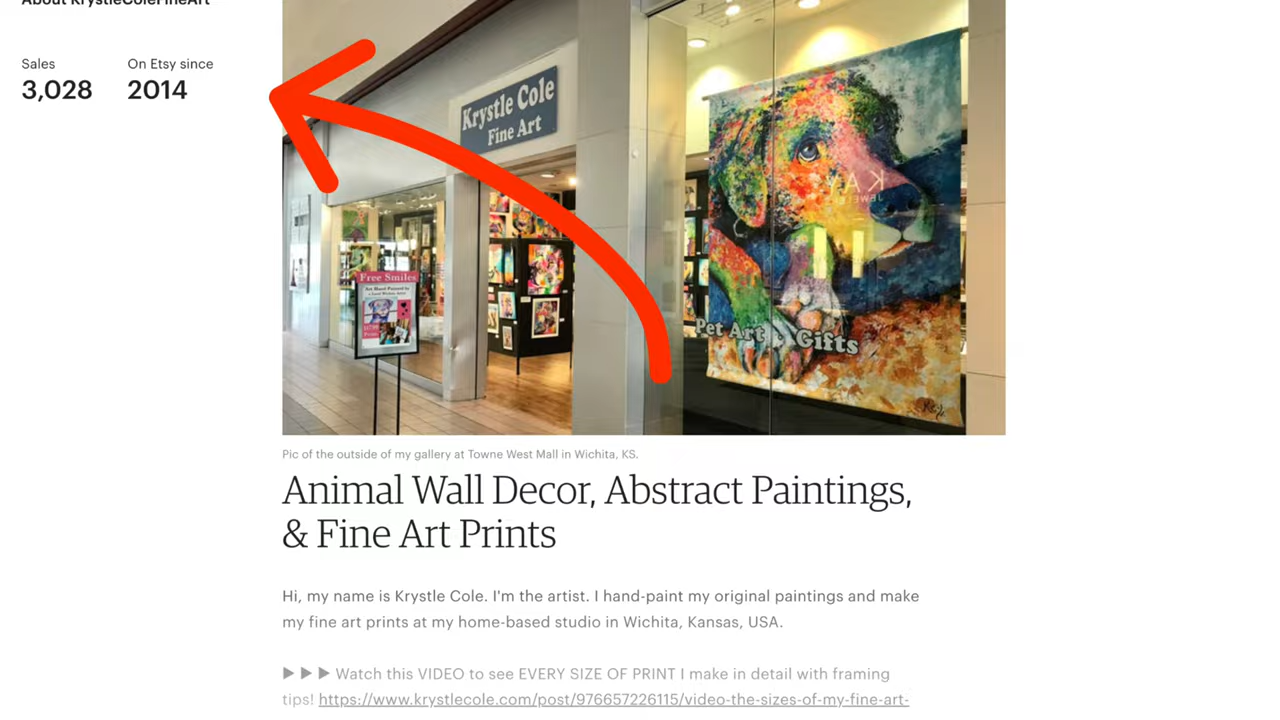 About KrystleColeFineArt
Sales
On Etsy since
3,028
2014
Krystle Cole
Fine Art
KAY
JEWELERS
Free Smiles
Pet Art & Gifts
Pic of the outside of my gallery at Towne West Mall in Wichita, KS.
Animal Wall Decor, Abstract Paintings,
& Fine Art Prints
Hi, my name is Krystle Cole. I'm the artist. I hand-paint my original paintings and make
my fine art prints at my home-based studio in Wichita, Kansas, USA.
▶ ▶ ▶ Watch this VIDEO to see EVERY SIZE OF PRINT I make in detail with framing
tips! https://www.krystlecole.com/post/976657226115/video-the-sizes-of-my-fine-art-